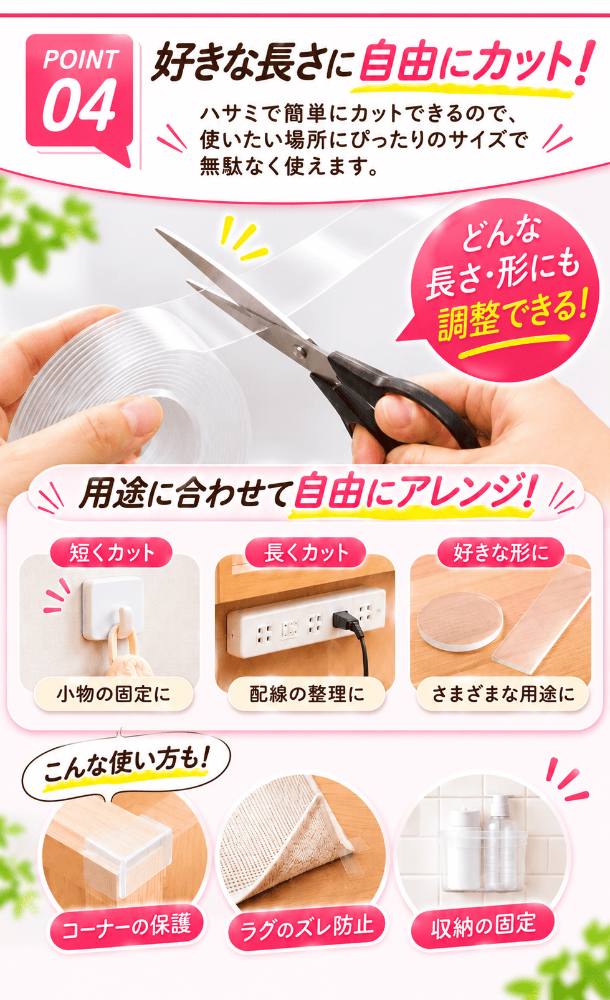 POINT
04
好きな長さに自由にカット!
ハサミで簡単にカットできるので、
使いたい場所にぴったりのサイズで
無駄なく使えます。
どんな
長さ・形にも
調整できる!
用途に合わせて自由にアレンジ!
短くカット
長くカット
好きな形に
小物の固定に
配線の整理に
さまざまな用途に
こんな使い方も!
コーナーの保護
ラグのズレ防止
収納の固定